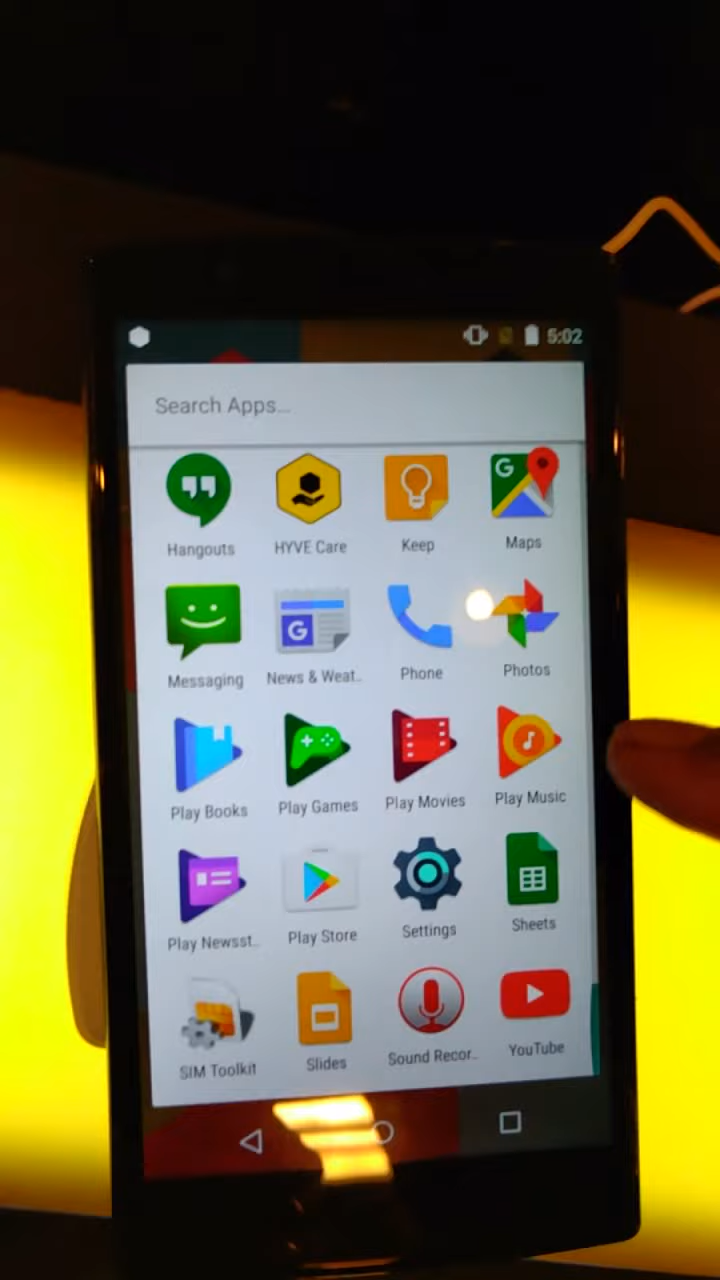 5:02
Search Apps...
Hangouts HYVE Care Keep Maps
Messaging News & Weat.. Phone Photos
Play Books Play Games Play Movies Play Music
Play Newsst.. Play Store Settings Sheets
SIM Toolkit Slides Sound Recor.. YouTube